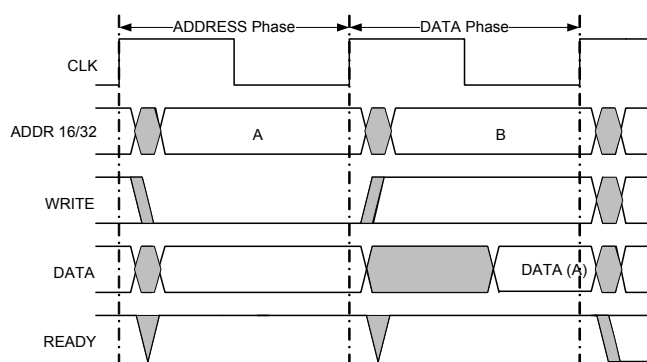 ADDRESS Phase DATA Phase
CLK
ADDR 16/32 A B
WRITE
DATA DATA (A)
READY